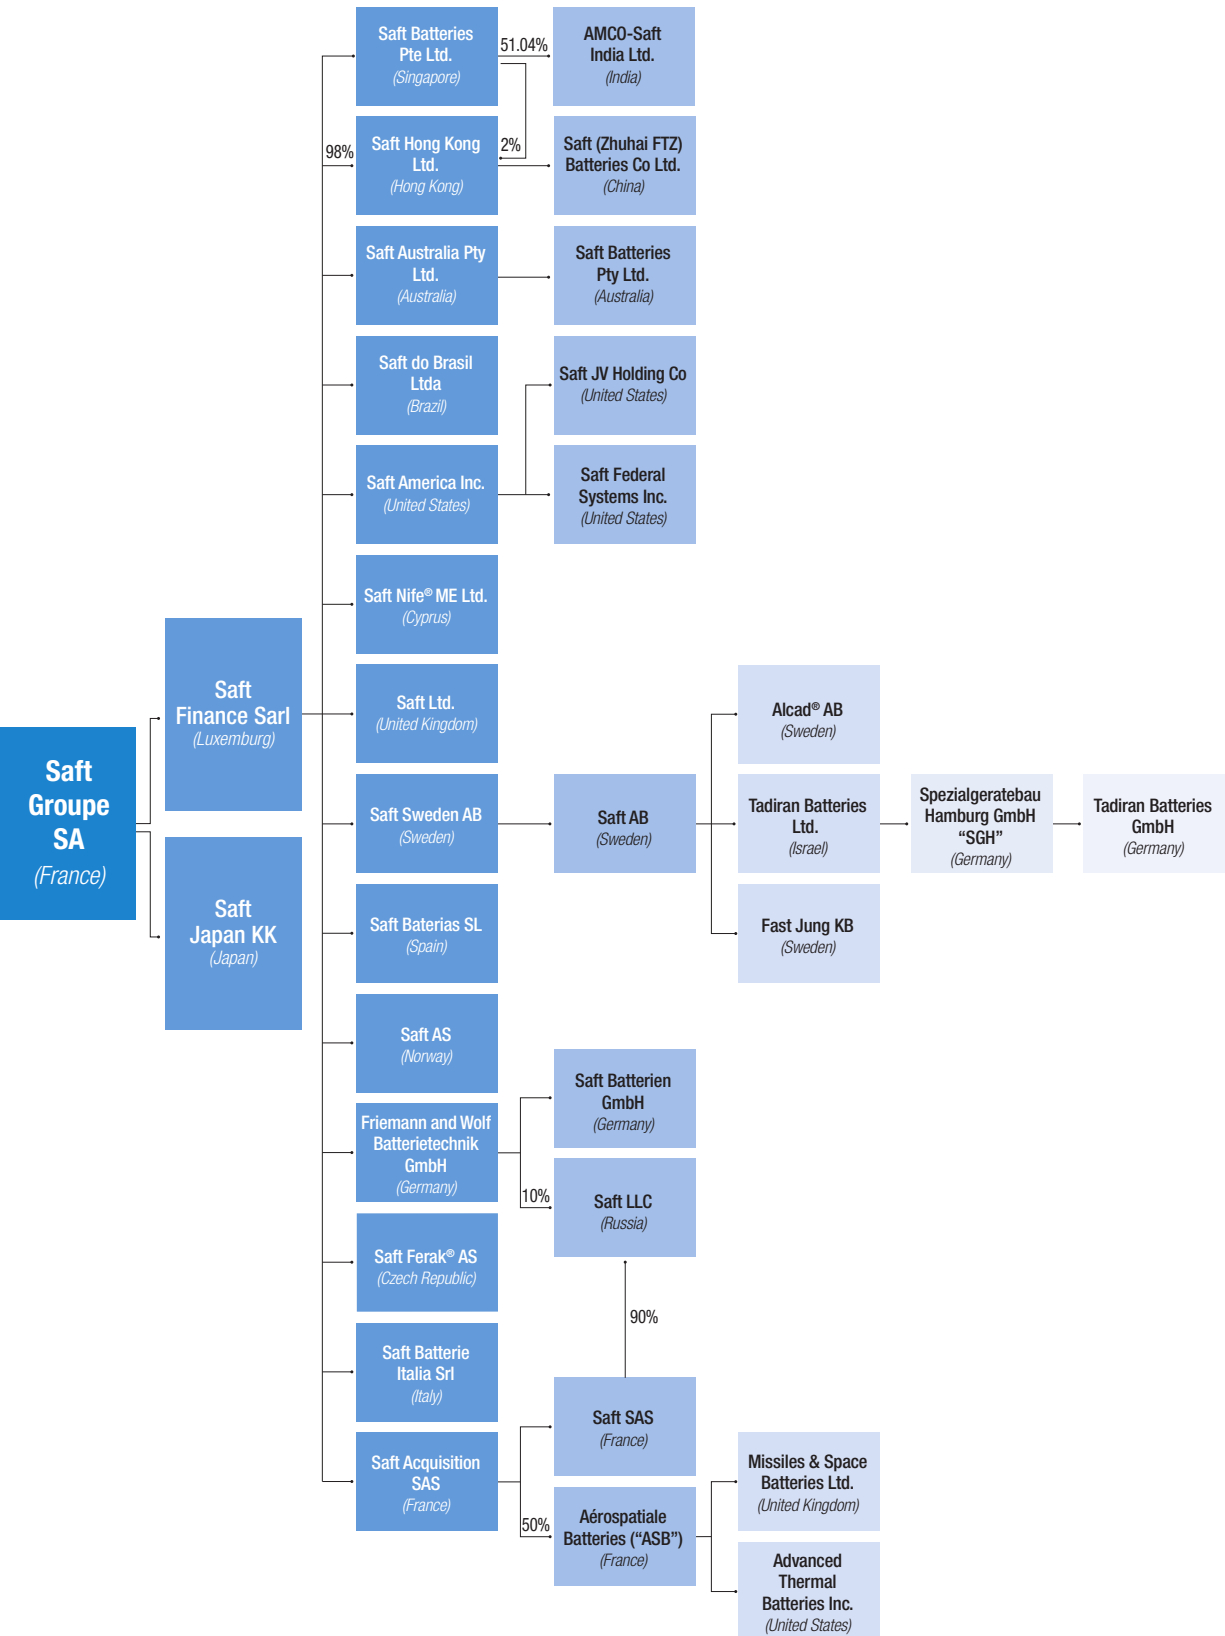 Saft Batteries
Pte Ltd.
(Singapore)
51.04%
AMCO-Saft
India Ltd.
(India)
98%
Saft Hong Kong
Ltd.
(Hong Kong)
2%
Saft (Zhuhai FTZ)
Batteries Co Ltd.
(China)
Saft Australia Pty
Ltd.
(Australia)
Saft Batteries
Pty Ltd.
(Australia)
Saft do Brasil
Ltda
(Brazil)
Saft JV Holding Co
(United States)
Saft America Inc.
(United States)
Saft Federal
Systems Inc.
(United States)
Saft Nife® ME Ltd.
(Cyprus)
Saft
Finance Sarl
(Luxemburg)
Saft Ltd.
(United Kingdom)
Alcad® AB
(Sweden)
Saft
Groupe
SA
(France)
Saft Sweden AB
(Sweden)
Saft AB
(Sweden)
Tadiran Batteries
Ltd.
(Israel)
Spezialgeratebau
Hamburg GmbH
“SGH”
(Germany)
Tadiran Batteries
GmbH
(Germany)
Saft
Japan KK
(Japan)
Saft Baterias SL
(Spain)
Fast Jung KB
(Sweden)
Saft AS
(Norway)
Saft Batterien
GmbH
(Germany)
Friemann and Wolf
Batterietechnik
GmbH
(Germany)
10%
Saft LLC
(Russia)
Saft Ferak® AS
(Czech Republic)
90%
Saft Batterie
Italia Srl
(Italy)
Saft SAS
(France)
Saft Acquisition
SAS
(France)
Missiles & Space
Batteries Ltd.
(United Kingdom)
50%
Aérospatiale
Batteries (“ASB”)
(France)
Advanced
Thermal
Batteries Inc.
(United States)